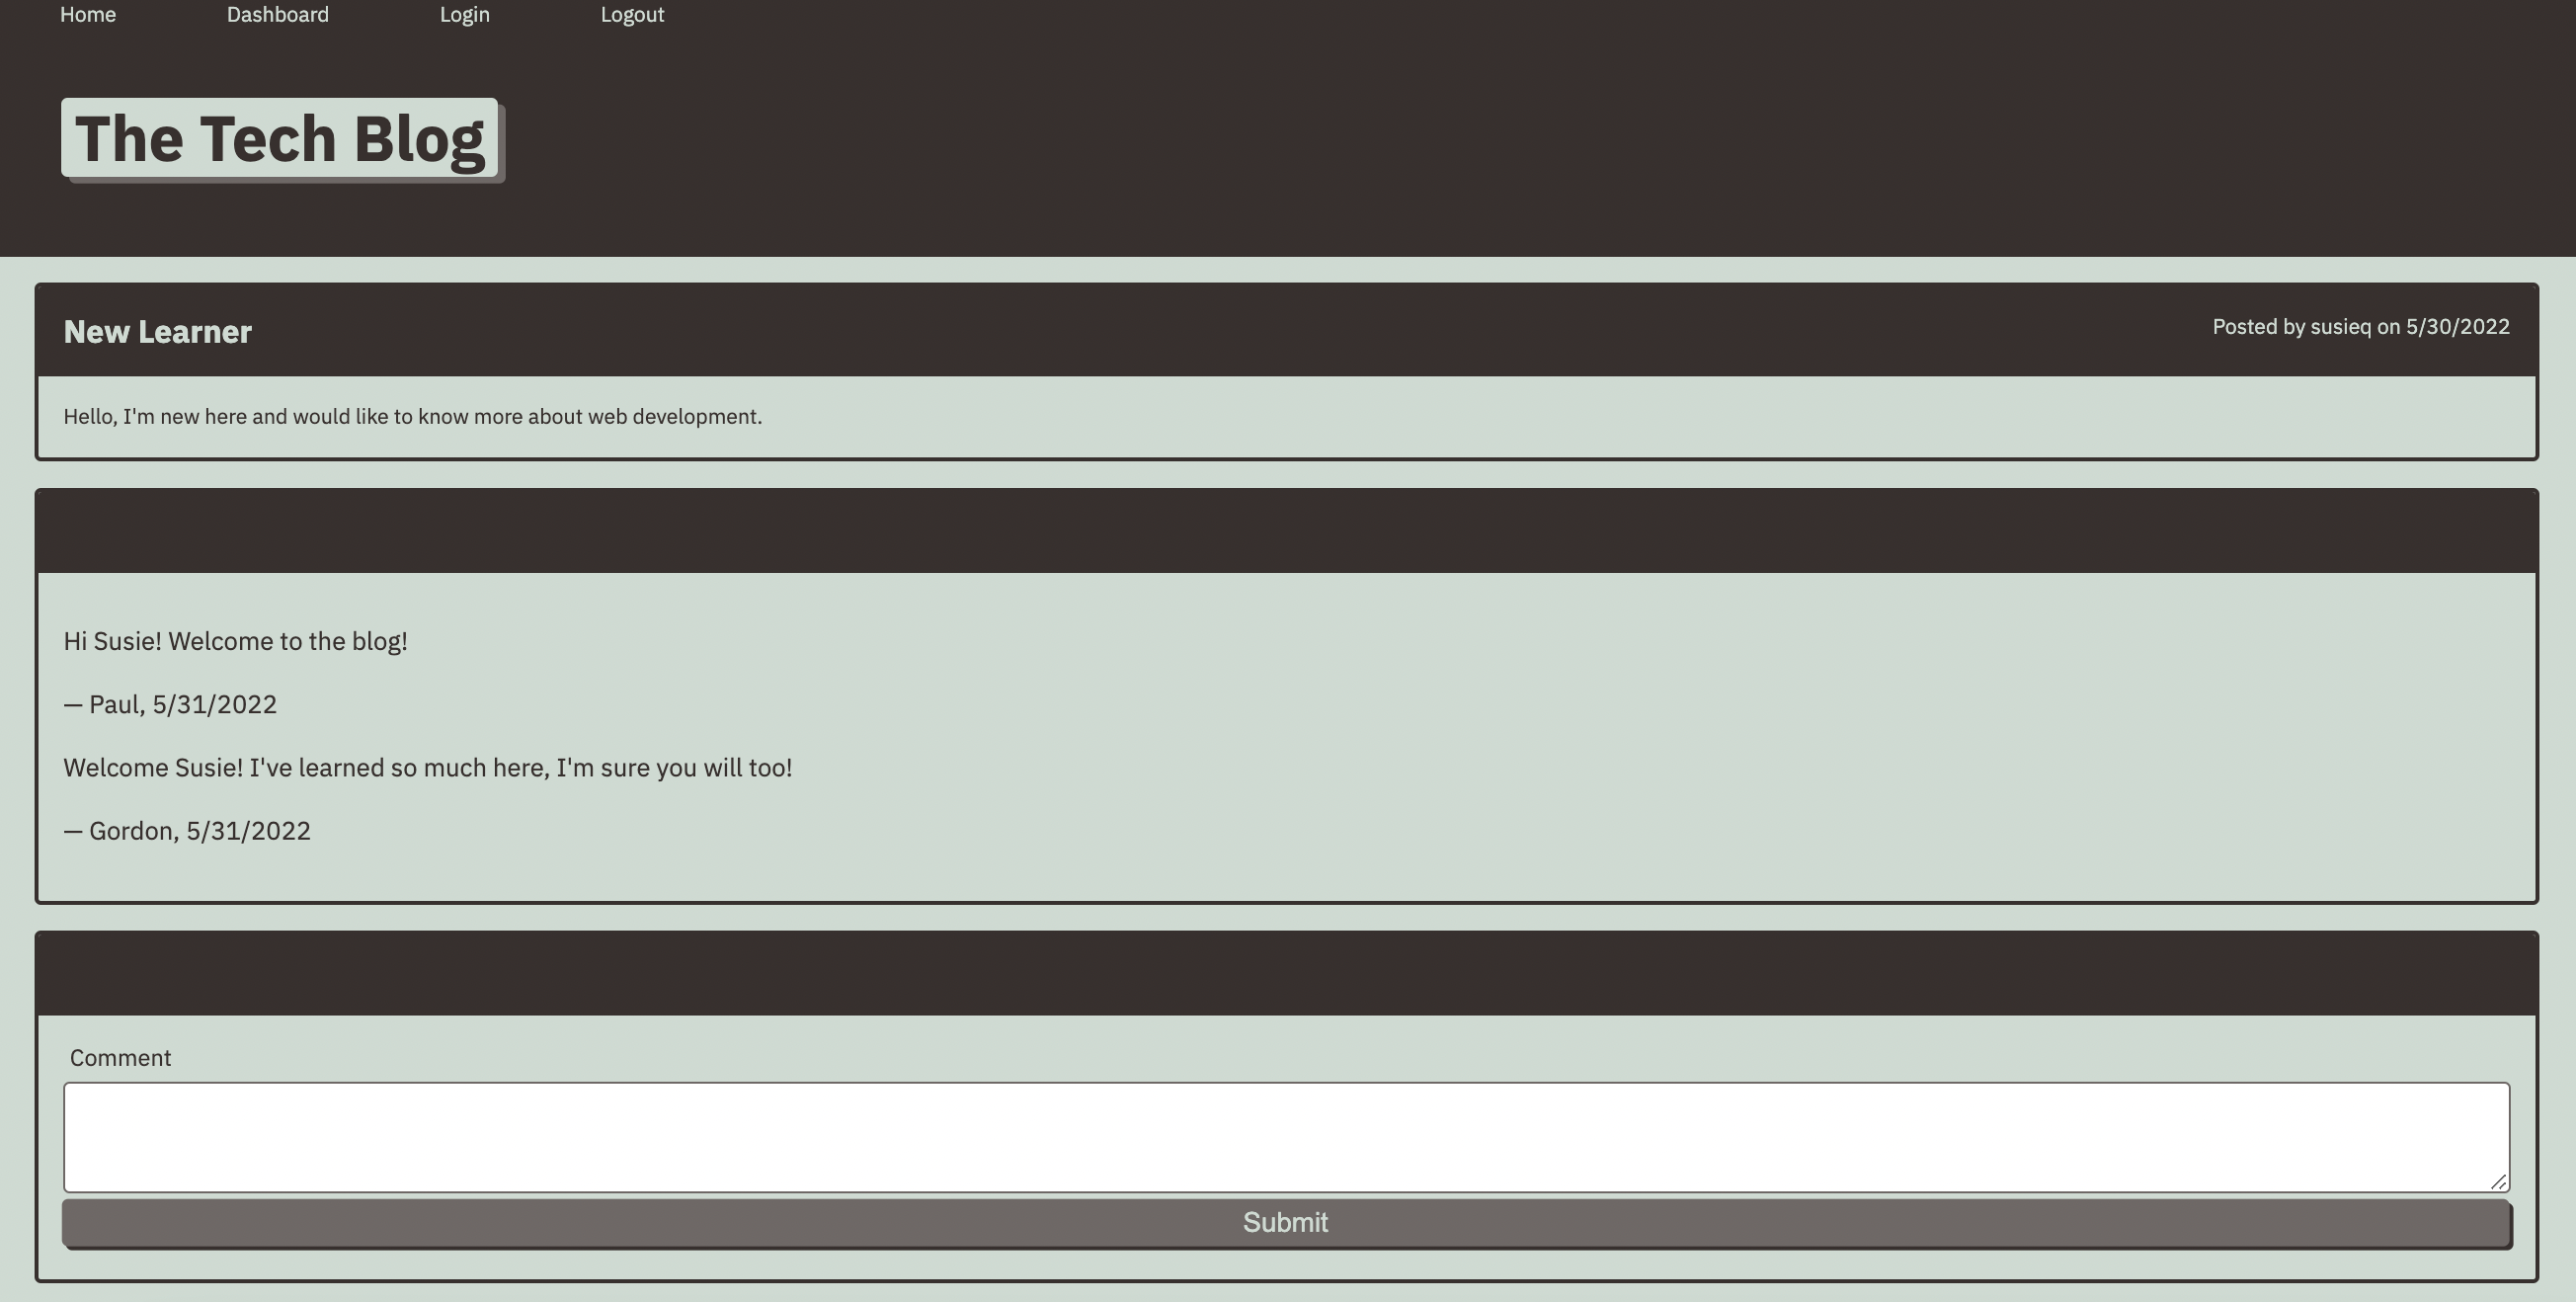 Home Dashboard Login Logout
The Tech Blog
New Learner
Posted by susieq on 5/30/2022
Hello, I'm new here and would like to know more about web development.
Hi Susie! Welcome to the blog!
— Paul, 5/31/2022
Welcome Susie! I've learned so much here, I'm sure you will too!
— Gordon, 5/31/2022
Comment
Submit